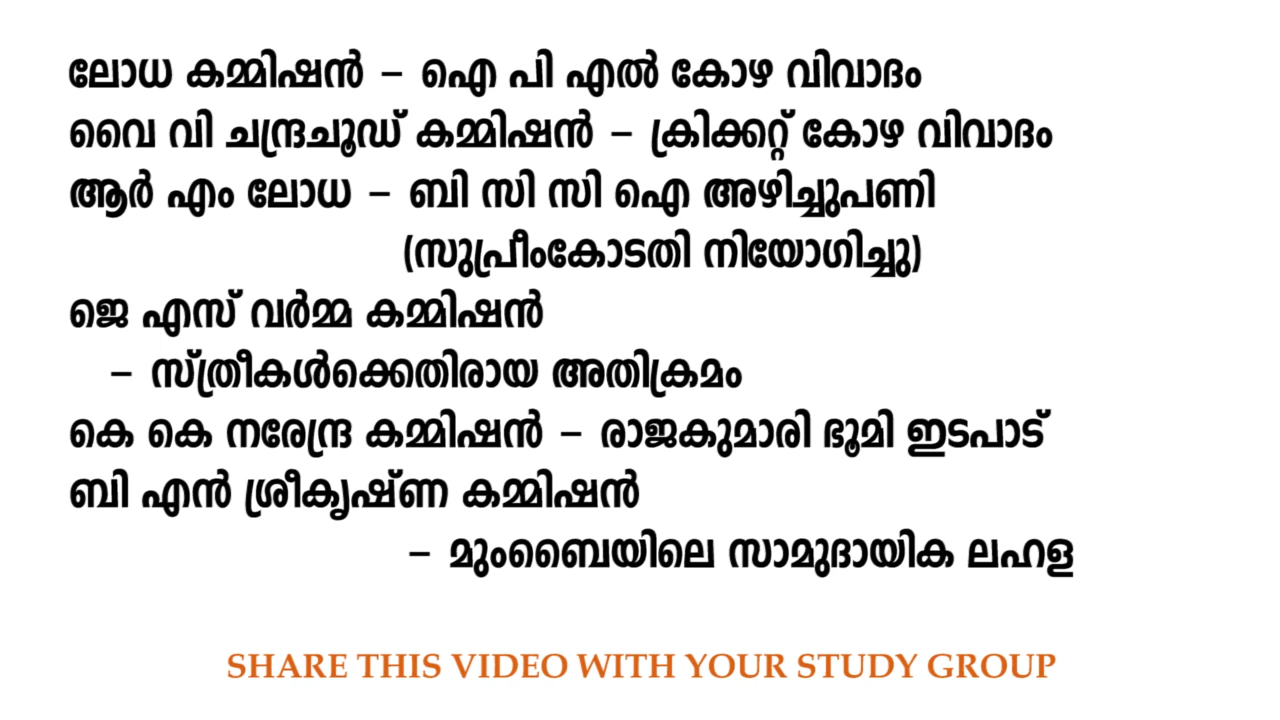 ലോധ കമ്മിഷൻ – ഐ പി എൽ കോഴ വിവാദം
വൈ വി ചന്ദ്രചൂഡ് കമ്മിഷൻ – ക്രിക്കറ്റ് കോഴ വിവാദം
ആർ എം ലോധ – ബി സി സി ഐ അഴിച്ചുപണി
(സുപ്രീംകോടതി നിയോഗിച്ചു)
ജെ എസ് വർമ്മ കമ്മിഷൻ
– സ്ത്രീകൾക്കെതിരായ അതിക്രമം
കെ കെ നരേന്ദ്ര കമ്മിഷൻ – രാജകുമാരി ഭൂമി ഇടപാട്
ബി എൻ ശ്രീകൃഷ്ണ കമ്മിഷൻ
– മുംബൈയിലെ സാമുദായിക ലഹള
SHARE THIS VIDEO WITH YOUR STUDY GROUP